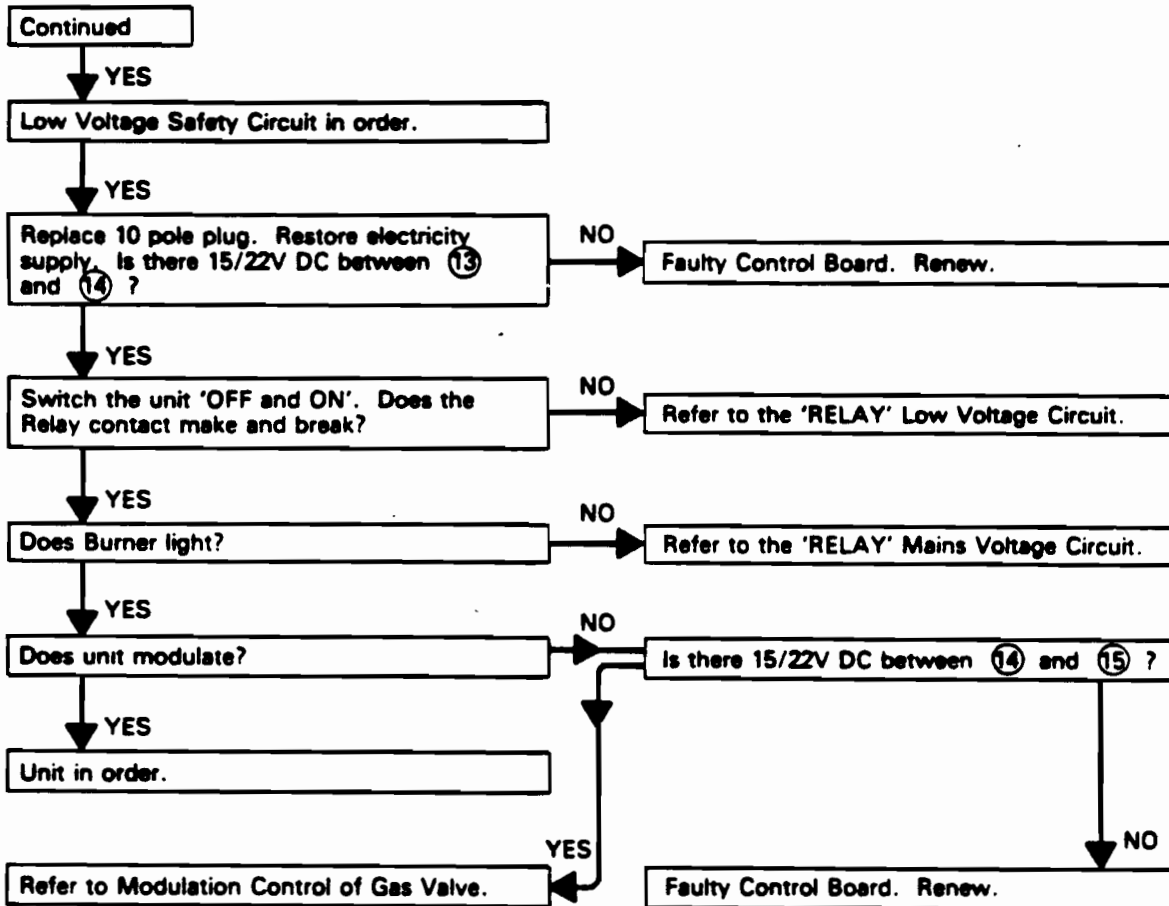 Continued
YES
Low Voltage Safety Circuit in order.
YES
Replace 10 pole plug. Restore electricity
supply. Is there 15/22V DC between 13
and 14 ?
NO
Faulty Control Board. Renew.
YES
Switch the unit 'OFF and ON'. Does the
Relay contact make and break?
NO
Refer to the 'RELAY' Low Voltage Circuit.
YES
Does Burner light?
NO
Refer to the 'RELAY' Mains Voltage Circuit.
YES
Does unit modulate?
NO
Is there 15/22V DC between 14 and 15 ?
YES
Unit in order.
YES
Refer to Modulation Control of Gas Valve.
NO
Faulty Control Board. Renew.